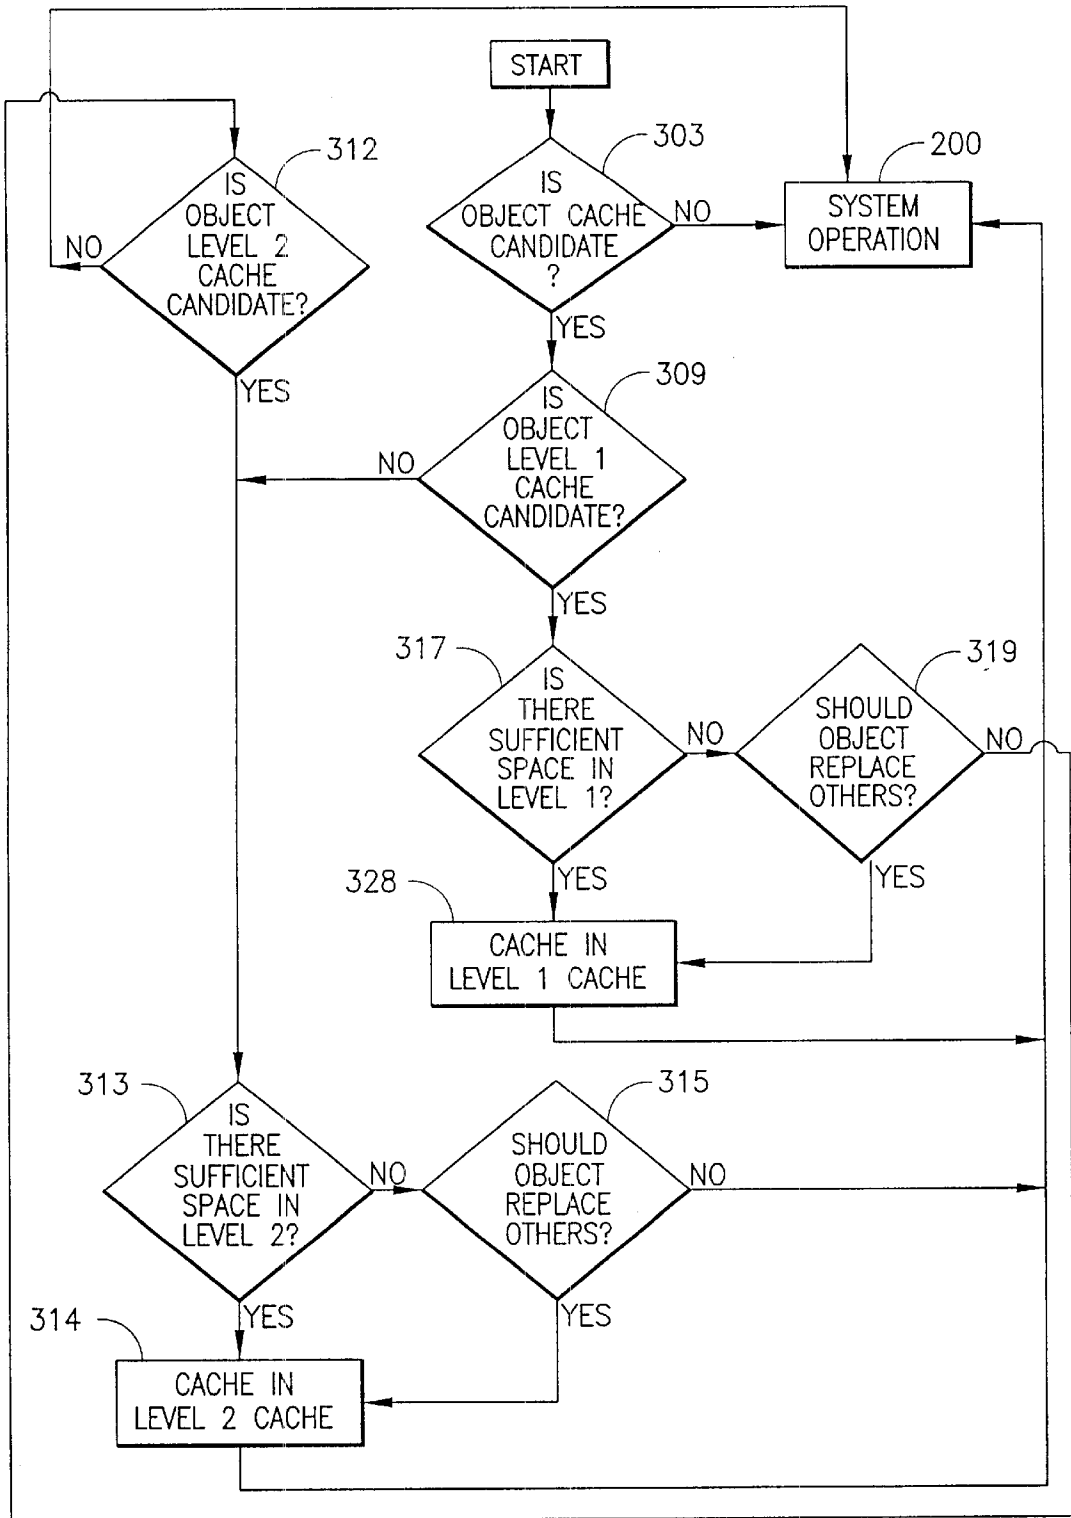 START
312
303
200
IS
OBJECT
LEVEL 2
CACHE
CANDIDATE?
NO
YES
IS
OBJECT CACHE
CANDIDATE
?
NO
YES
SYSTEM
OPERATION
309
IS
OBJECT
LEVEL 1
CACHE
CANDIDATE?
NO
YES
317
IS
THERE
SUFFICIENT
SPACE IN
LEVEL 1?
NO
YES
319
SHOULD
OBJECT
REPLACE
OTHERS?
NO
YES
328
CACHE IN
LEVEL 1 CACHE
313
IS
THERE
SUFFICIENT
SPACE IN
LEVEL 2?
NO
YES
315
SHOULD
OBJECT
REPLACE
OTHERS?
NO
YES
314
CACHE IN
LEVEL 2 CACHE